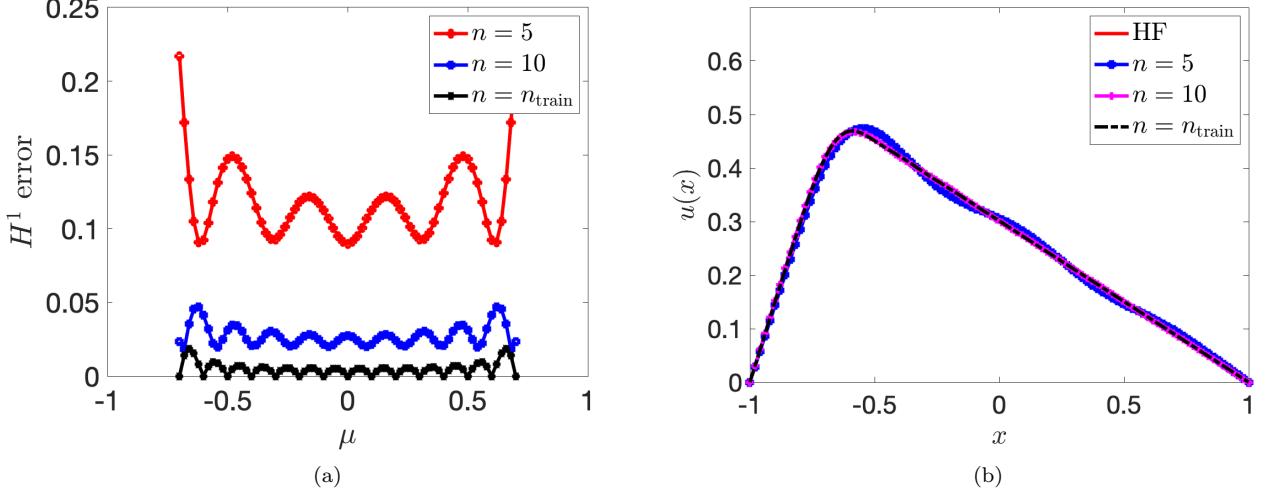 0.25
0.2
0.15
0.1
0.05
0
H¹ error
n = 5
n = 10
n = n_train
-1
-0.5
0
0.5
1
μ
(a)
0.6
0.5
0.4
0.3
0.2
0.1
0
u(x)
HF
n = 5
n = 10
n = n_train
-1
-0.5
0
0.5
1
x
(b)